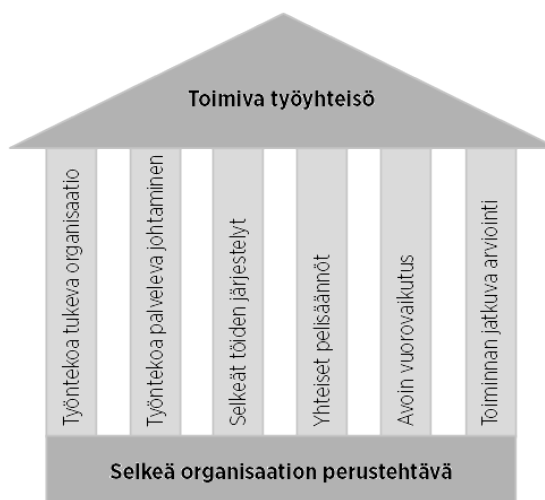 Toimiva työyhteisö
Työntekoa tukeva organisaatio
Työntekoa palveleva johtaminen
Selkeät töiden järjestelyt
Yhteiset pelisäännöt
Avoin vuorovaikutus
Toiminnan jatkuva arviointi
Selkeä organisaation perustehtävä